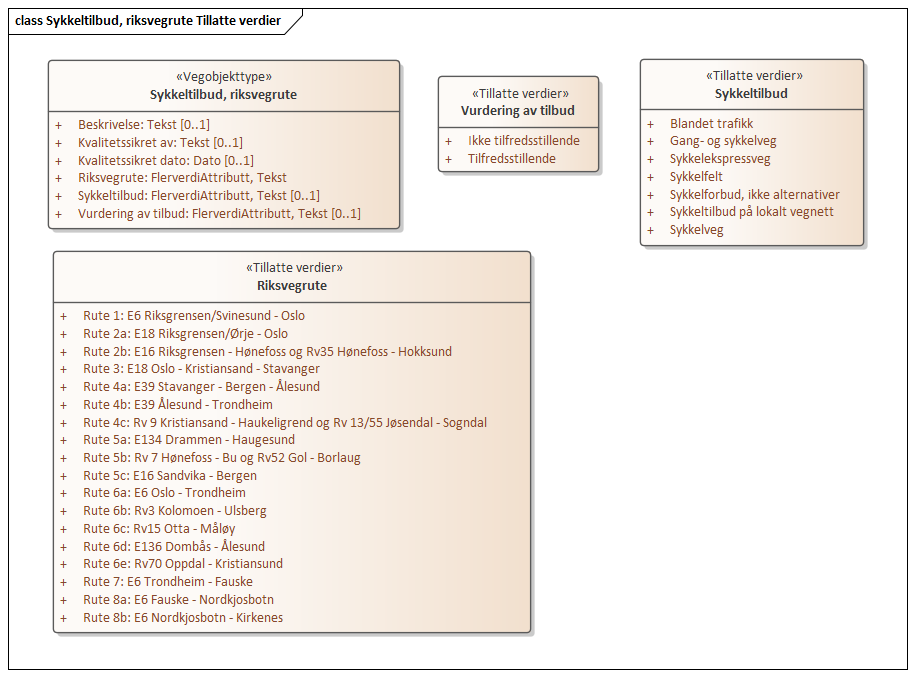 class Sykkeltilbud, riksvegrute Tillatte verdier
«Vegobjekttype»
Sykkeltilbud, riksvegrute
+ Beskrivelse: Tekst [0..1]
+ Kvalitetssikret av: Tekst [0..1]
+ Kvalitetssikret dato: Dato [0..1]
+ Riksvegrute: FlerverdiAttributt, Tekst
+ Sykkeltilbud: FlerverdiAttributt, Tekst [0..1]
+ Vurdering av tilbud: FlerverdiAttributt, Tekst [0..1]
«Tillatte verdier»
Vurdering av tilbud
+ Ikke tilfredsstillende
+ Tilfredsstillende
«Tillatte verdier»
Sykkeltilbud
+ Blandet trafikk
+ Gang- og sykkelveg
+ Sykkelekspressveg
+ Sykkelfelt
+ Sykkelforbud, ikke alternativer
+ Sykkeltilbud på lokalt vegnett
+ Sykkelveg
«Tillatte verdier»
Riksvegrute
+ Rute 1: E6 Riksgrensen/Svinesund - Oslo
+ Rute 2a: E18 Riksgrensen/Ørje - Oslo
+ Rute 2b: E16 Riksgrensen - Hønefoss og Rv35 Hønefoss - Hokksund
+ Rute 3: E18 Oslo - Kristiansand - Stavanger
+ Rute 4a: E39 Stavanger - Bergen - Ålesund
+ Rute 4b: E39 Ålesund - Trondheim
+ Rute 4c: Rv 9 Kristiansand - Haukeligrend og Rv 13/55 Jøsendal - Sogndal
+ Rute 5a: E134 Drammen - Haugesund
+ Rute 5b: Rv 7 Hønefoss - Bu og Rv52 Gol - Borlaug
+ Rute 5c: E16 Sandvika - Bergen
+ Rute 6a: E6 Oslo - Trondheim
+ Rute 6b: Rv3 Kolomoen - Ulsberg
+ Rute 6c: Rv15 Otta - Måløy
+ Rute 6d: E136 Dombås - Ålesund
+ Rute 6e: Rv70 Oppdal - Kristiansund
+ Rute 7: E6 Trondheim - Fauske
+ Rute 8a: E6 Fauske - Nordkjosbotn
+ Rute 8b: E6 Nordkjosbotn - Kirkenes